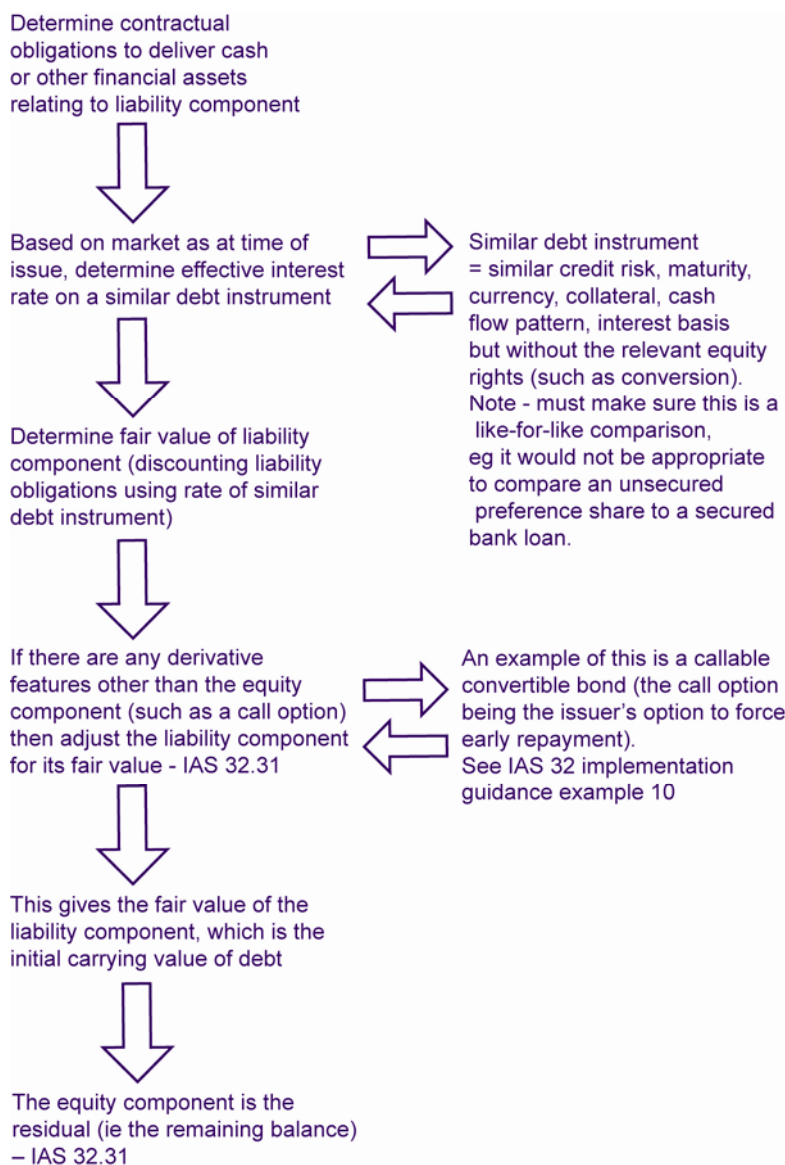 Determine contractual
obligations to deliver cash
or other financial assets
relating to liability component
Based on market as at time of
issue, determine effective interest
rate on a similar debt instrument
Similar debt instrument
= similar credit risk, maturity,
currency, collateral, cash
flow pattern, interest basis
but without the relevant equity
rights (such as conversion).
Note - must make sure this is a
like-for-like comparison,
eg it would not be appropriate
to compare an unsecured
preference share to a secured
bank loan.
Determine fair value of liability
component (discounting liability
obligations using rate of similar
debt instrument)
If there are any derivative
features other than the equity
component (such as a call option)
then adjust the liability component
for its fair value - IAS 32.31
An example of this is a callable
convertible bond (the call option
being the issuer's option to force
early repayment).
See IAS 32 implementation
guidance example 10
This gives the fair value of the
liability component, which is the
initial carrying value of debt
The equity component is the
residual (ie the remaining balance)
– IAS 32.31